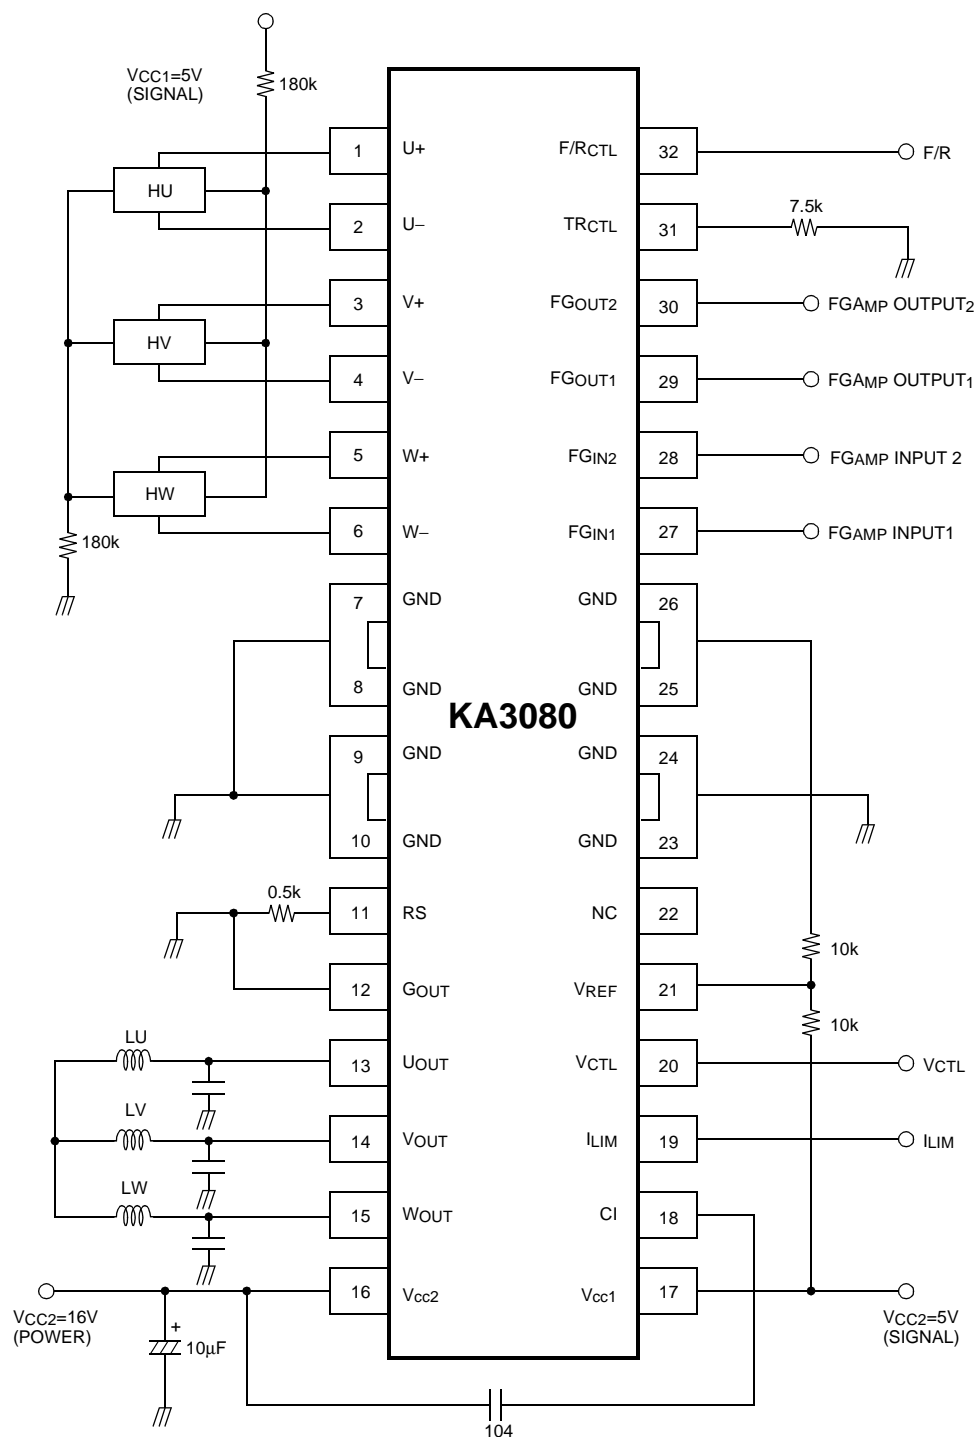 VCC1=5V
(SIGNAL)
180k
HU
HV
HW
180k
1 U+
2 U−
3 V+
4 V−
5 W+
6 W−
7 GND
8 GND
9 GND
10 GND
0.5k
11 RS
12 GOUT
LU
13 UOUT
LV
14 VOUT
LW
15 WOUT
16 Vcc2
VCC2=16V
(POWER)
+
10µF
104
KA3080
F/RCTL 32 F/R
TRCTL 31
7.5k
FGOUT2 30 FGAMP OUTPUT2
FGOUT1 29 FGAMP OUTPUT1
FGIN2 28 FGAMP INPUT 2
FGIN1 27 FGAMP INPUT1
GND 26
GND 25
GND 24
GND 23
NC 22
10k
VREF 21
10k
VCTL 20 VCTL
ILIM 19 ILIM
CI 18
Vcc1 17
VCC2=5V
(SIGNAL)